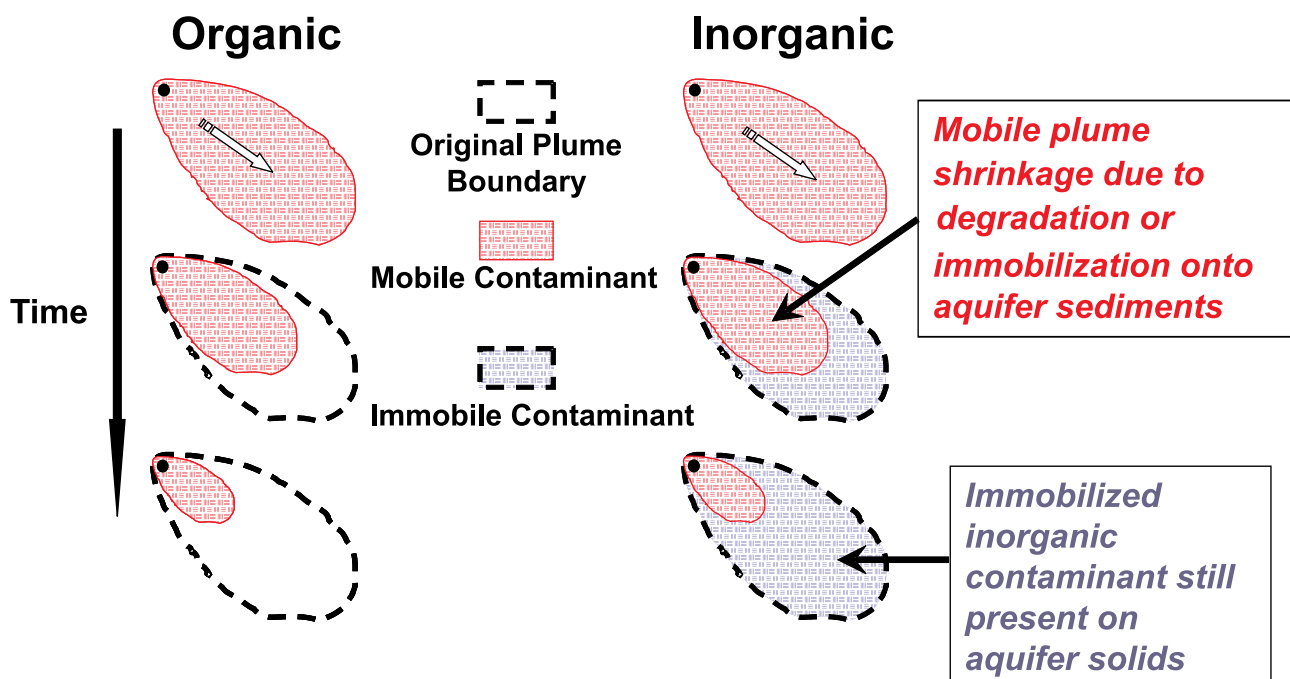 Organic
Inorganic
Original Plume
Boundary
Mobile Contaminant
Immobile Contaminant
Time
Mobile plume
shrinkage due to
degradation or
immobilization onto
aquifer sediments
Immobilized
inorganic
contaminant still
present on
aquifer solids